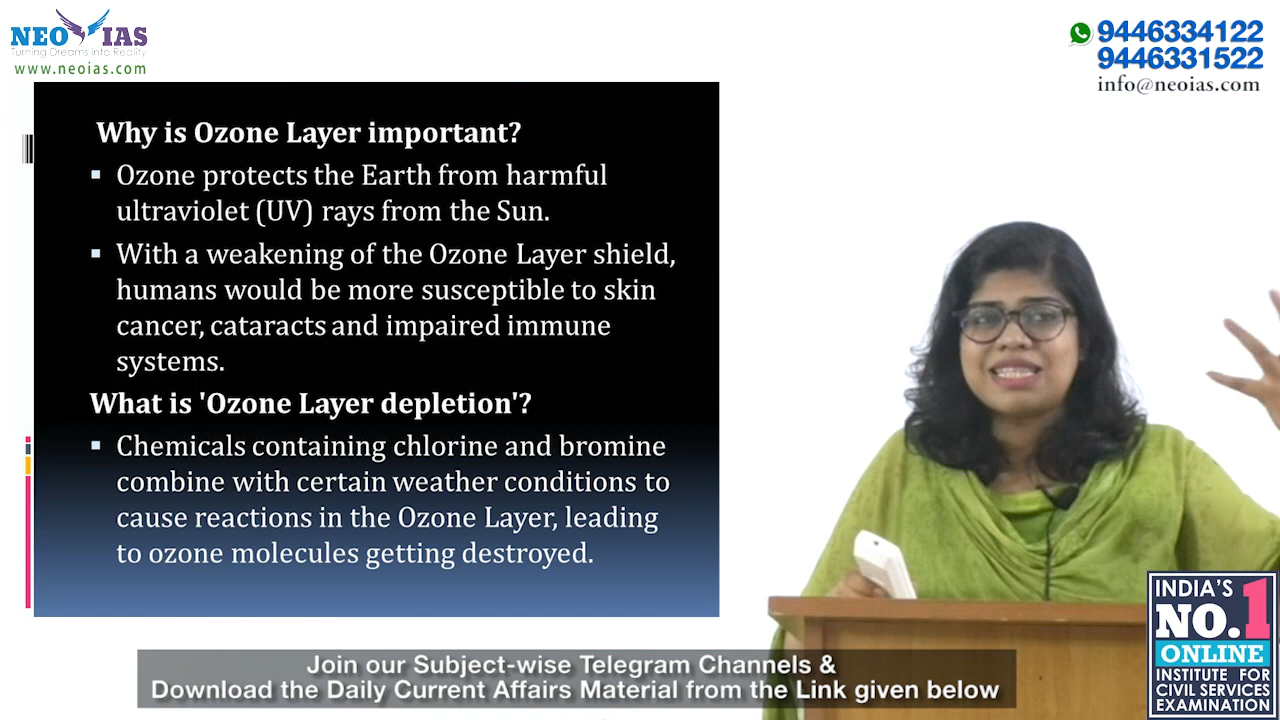 NEO IAS
Turning Dreams Into Reality
www.neoias.com
9446334122
9446331522
info@neoias.com
Why is Ozone Layer important?
Ozone protects the Earth from harmful
ultraviolet (UV) rays from the Sun.
With a weakening of the Ozone Layer shield,
humans would be more susceptible to skin
cancer, cataracts and impaired immune
systems.
What is 'Ozone Layer depletion'?
Chemicals containing chlorine and bromine
combine with certain weather conditions to
cause reactions in the Ozone Layer, leading
to ozone molecules getting destroyed.
INDIA'S
NO.1
ONLINE
INSTITUTE FOR
CIVIL SERVICES
EXAMINATION
Join our Subject-wise Telegram Channels &
Download the Daily Current Affairs Material from the Link given below